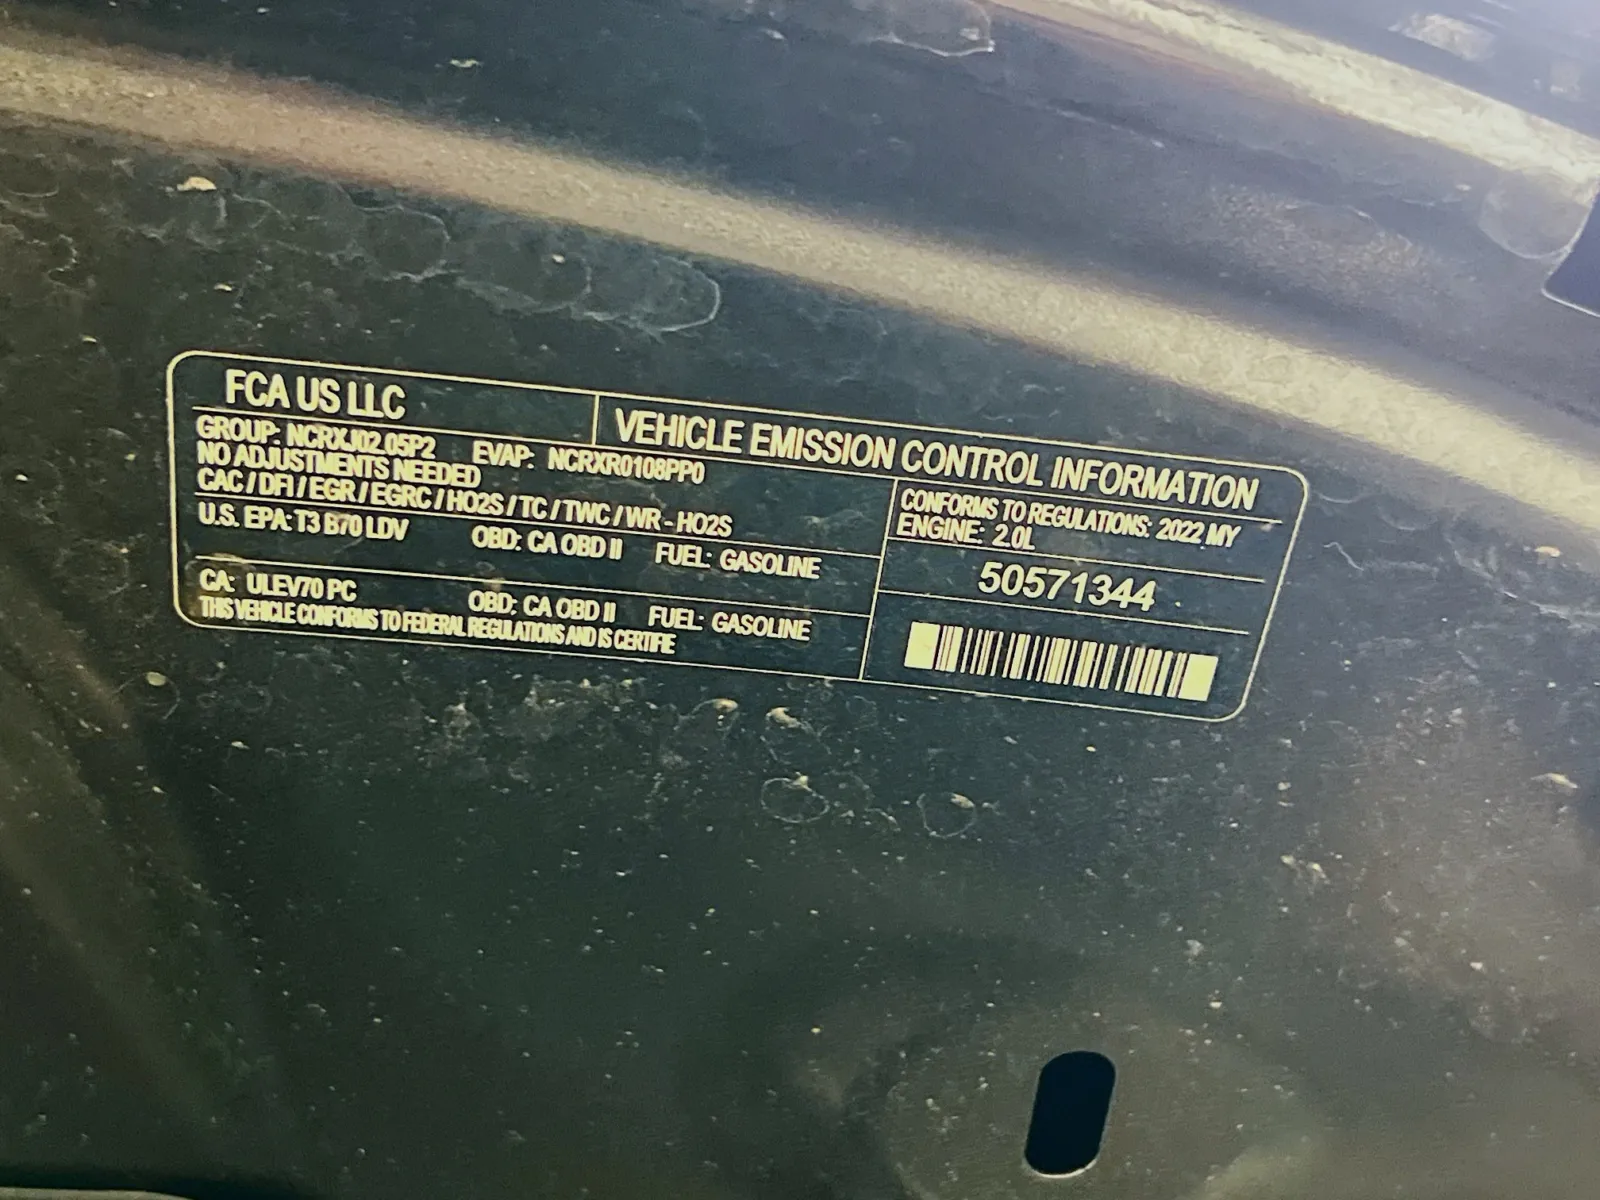 FCA US LLC
VEHICLE EMISSION CONTROL INFORMATION
GROUP: NCRXJ02.05P2 EVAP: NCRXR0108PP0
NO ADJUSTMENTS NEEDED
CAC / DFI / EGR / EGRC / HO2S / TC / TWC / WR - HO2S
U.S. EPA: T3 B70 LDV OBD: CA OBD II FUEL: GASOLINE
CA: ULEV70 PC OBD: CA OBD II FUEL: GASOLINE
THIS VEHICLE CONFORMS TO FEDERAL REGULATIONS AND IS CERTIFIE
CONFORMS TO REGULATIONS: 2022 MY
ENGINE: 2.0L
50571344